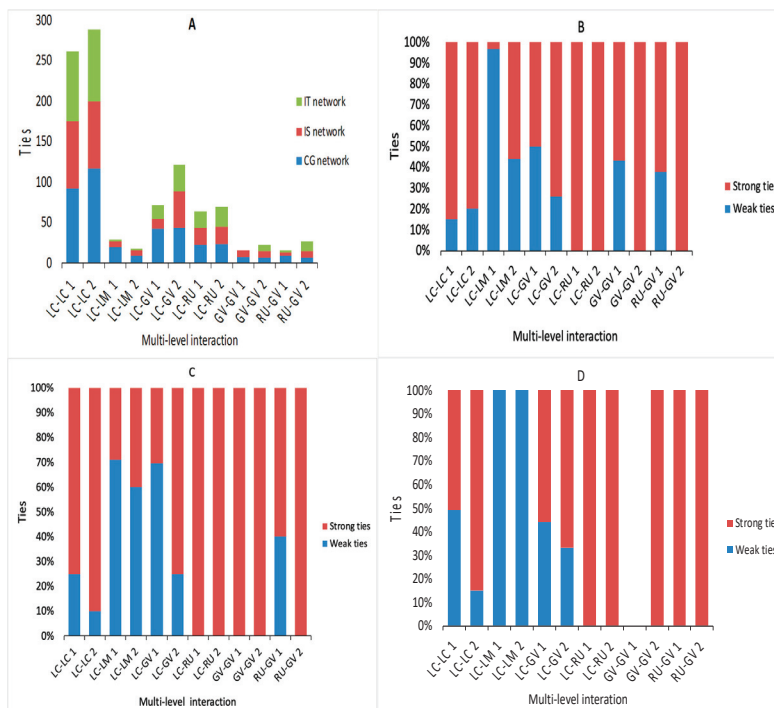 A
300
250
200
150
100
50
0
Ties
IT network
IS network
CG network
LC-LC 1
LC-LC 2
LC-LM 1
LC-LM 2
LC-GV 1
LC-GV 2
LC-RU 1
LC-RU 2
GV-GV 1
GV-GV 2
RU-GV 1
RU-GV 2
Multi-level interaction
B
100%
90%
80%
70%
60%
50%
40%
30%
20%
10%
0%
Ties
Strong ties
Weak ties
LC-LC 1
LC-LC 2
LC-LM 1
LC-LM 2
LC-GV 1
LC-GV 2
LC-RU 1
LC-RU 2
GV-GV 1
GV-GV 2
RU-GV 1
RU-GV 2
Multi-level interaction
C
100%
90%
80%
70%
60%
50%
40%
30%
20%
10%
0%
Ties
Strong ties
Weak ties
LC-LC 1
LC-LC 2
LC-LM 1
LC-LM 2
LC-GV 1
LC-GV 2
LC-RU 1
LC-RU 2
GV-GV 1
GV-GV 2
RU-GV 1
RU-GV 2
Multi-level interaction
D
100%
90%
80%
70%
60%
50%
40%
30%
20%
10%
0%
Ties
Strong tie
Weak ties
LC-LC 1
LC-LC 2
LC-LM 1
LC-LM 2
LC-GV 1
LC-GV 2
LC-RU 1
LC-RU 2
GV-GV 1
GV-GV 2
RU-GV 1
RU-GV 2
Multi-level interation